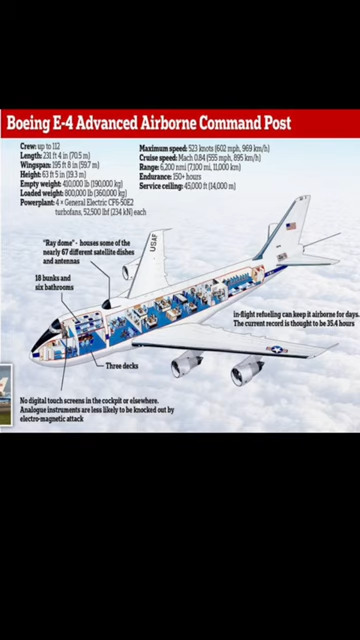 Boeing E-4 Advanced Airborne Command Post
Crew: up to 112
Length: 231 ft 4 in (70.5 m)
Wingspan: 195 ft 8 in (59.7 m)
Height: 63 ft 5 in (19.3 m)
Empty weight: 410,000 lb (190,000 kg)
Loaded weight: 800,000 lb (360,000 kg)
Powerplant: 4 × General Electric CF6-50E2
turbofans, 52,500 lbf (234 kN) each
Maximum speed: 523 knots (602 mph, 969 km/h)
Cruise speed: Mach 0.84 (555 mph, 895 km/h)
Range: 6,200 nmi (7,100 mi, 11,000 km)
Endurance: 150+ hours
Service ceiling: 45,000 ft (14,000 m)
"Ray dome" - houses some of the
nearly 67 different satellite dishes
and antennas
USAF
18 bunks and
six bathrooms
in-flight refueling can keep it airborne for days.
The current record is thought to be 35.4 hours
Three decks
No digital touch screens in the cockpit or elsewhere.
Analogue instruments are less likely to be knocked out by
electro-magnetic attack